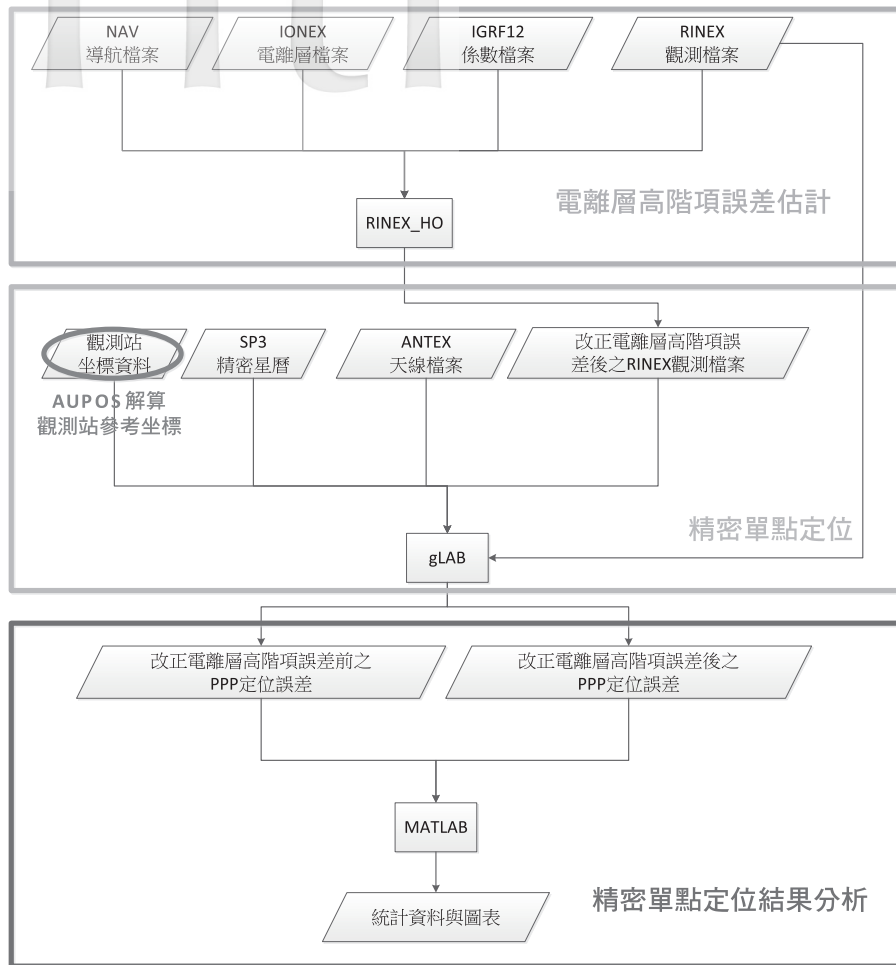 NAV
導航檔案
IONEX
電離層檔案
IGRF12
係數檔案
RINEX
觀測檔案
電離層高階項誤差估計
RINEX_HO
觀測站
坐標資料
SP3
精密星曆
ANTEX
天線檔案
改正電離層高階項誤
差後之RINEX觀測檔案
AUPOS 解算
觀測站參考坐標
精密單點定位
gLAB
改正電離層高階項誤差前之
PPP定位誤差
改正電離層高階項誤差後之
PPP定位誤差
MATLAB
精密單點定位結果分析
統計資料與圖表